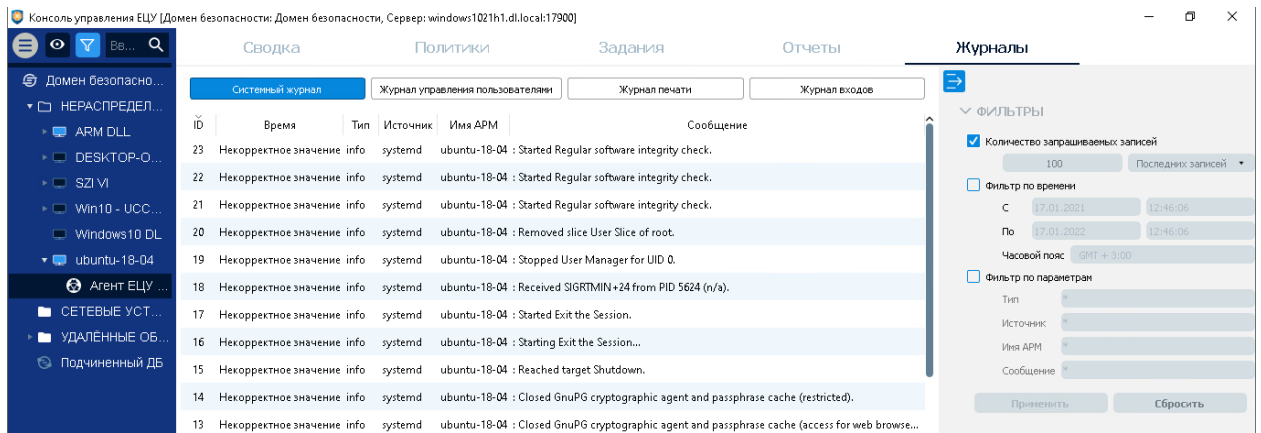 Консоль управления ЕЦУ [Домен безопасности: Домен безопасности, Сервер: windows1021h1.dl.local:17900]
Вв...
Сводка Политики Задания Отчеты Журналы
Домен безопасно...
НЕРАСПРЕДЕЛ...
ARM DLL
DESKTOP-O...
SZI VI
Win10 - UCC...
Windows10 DL
ubuntu-18-04
Агент ЕЦУ ...
СЕТЕВЫЕ УСТ...
УДАЛЁННЫЕ ОБ...
Подчиненный ДБ
Системный журнал Журнал управления пользователями Журнал печати Журнал входов
ID Время Тип Источник Имя АРМ Сообщение
23 Некорректное значение info systemd ubuntu-18-04 : Started Regular software integrity check.
22 Некорректное значение info systemd ubuntu-18-04 : Started Regular software integrity check.
21 Некорректное значение info systemd ubuntu-18-04 : Started Regular software integrity check.
20 Некорректное значение info systemd ubuntu-18-04 : Removed slice User Slice of root.
19 Некорректное значение info systemd ubuntu-18-04 : Stopped User Manager for UID 0.
18 Некорректное значение info systemd ubuntu-18-04 : Received SIGRTMIN+24 from PID 5624 (n/a).
17 Некорректное значение info systemd ubuntu-18-04 : Started Exit the Session.
16 Некорректное значение info systemd ubuntu-18-04 : Starting Exit the Session...
15 Некорректное значение info systemd ubuntu-18-04 : Reached target Shutdown.
14 Некорректное значение info systemd ubuntu-18-04 : Closed GnuPG cryptographic agent and passphrase cache (restricted).
13 Некорректное значение info systemd ubuntu-18-04 : Closed GnuPG cryptographic agent and passphrase cache (access for web browse...
ФИЛЬТРЫ
Количество запрашиваемых записей
100 Последних записей
Фильтр по времени
С 17.01.2021 12:46:06
По 17.01.2022 12:46:06
Часовой пояс GMT + 3:00
Фильтр по параметрам
Тип *
Источник *
Имя АРМ *
Сообщение *
Применить Сбросить